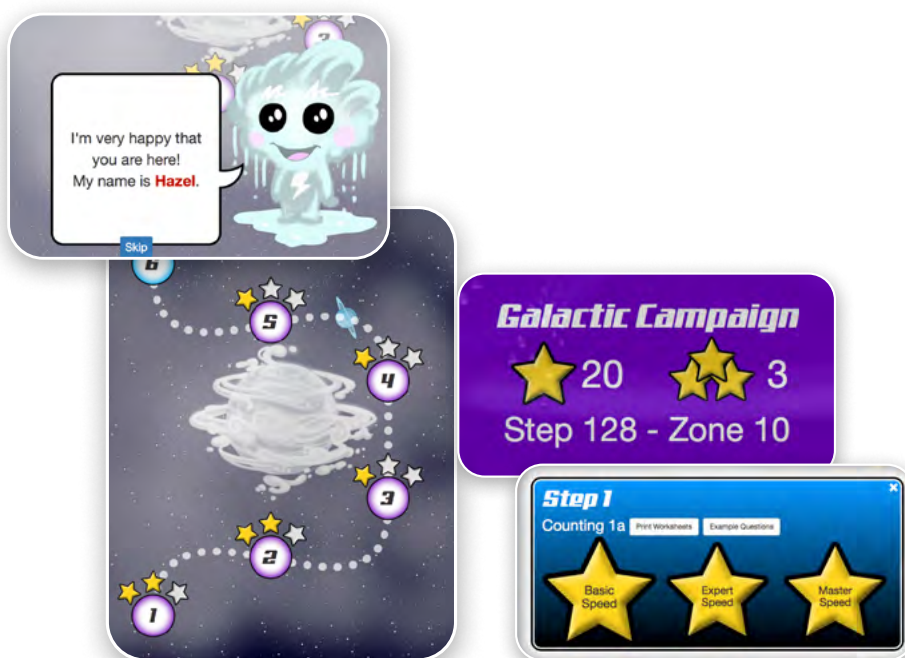 I'm very happy that
you are here!
My name is Hazel.
Skip
6
5
4
3
2
1
Galactic Campaign
20 3
Step 128 - Zone 10
Step 1
Counting 1a Print Worksheets Example Questions
Basic
Speed
Expert
Speed
Master
Speed